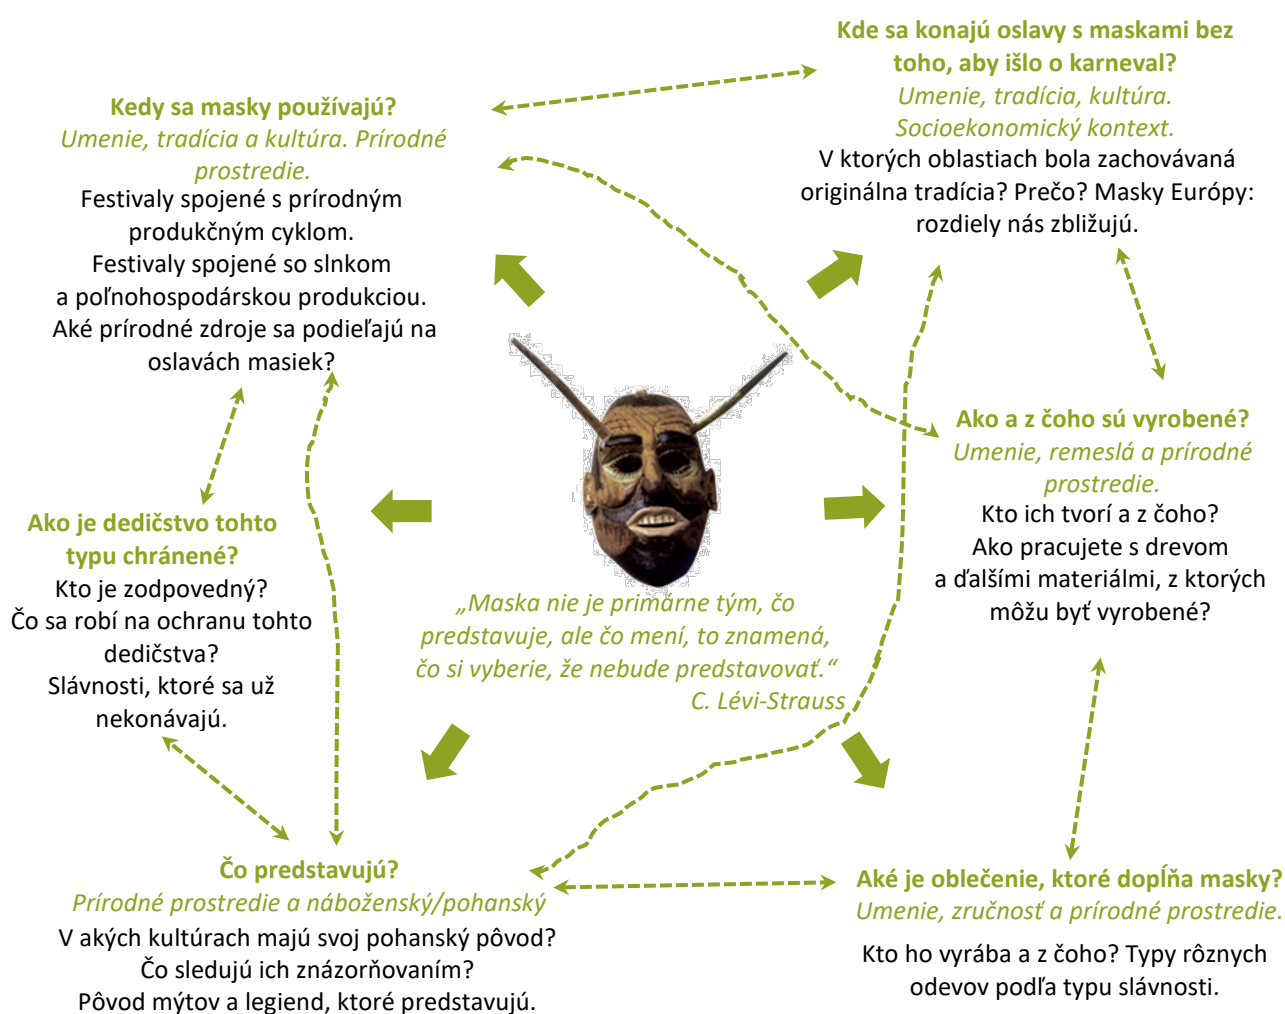 Kde sa konajú oslavy s maskami bez
toho, aby išlo o karneval?
Umenie, tradícia, kultúra.
Socioekonomický kontext.
V ktorých oblastiach bola zachovávaná
originálna tradícia? Prečo? Masky Európy:
rozdiely nás zbližujú.
Kedy sa masky používajú?
Umenie, tradícia a kultúra. Prírodné
prostredie.
Festivaly spojené s prírodným
produkčným cyklom.
Festivaly spojené so slnkom
a poľnohospodárskou produkciou.
Aké prírodné zdroje sa podieľajú na
oslavách masiek?
Ako a z čoho sú vyrobené?
Umenie, remeslá a prírodné
prostredie.
Kto ich tvorí a z čoho?
Ako pracujete s drevom
a ďalšími materiálmi, z ktorých
môžu byť vyrobené?
Ako je dedičstvo tohto
typu chránené?
Kto je zodpovedný?
Čo sa robí na ochranu tohto
dedičstva?
Slávnosti, ktoré sa už
nekonávajú.
„Maska nie je primárne tým, čo
predstavuje, ale čo mení, to znamená,
čo si vyberie, že nebude predstavovať.“
C. Lévi-Strauss
Čo predstavujú?
Prírodné prostredie a náboženský/pohanský
V akých kultúrach majú svoj pohanský pôvod?
Čo sledujú ich znázorňovaním?
Pôvod mýtov a legiend, ktoré predstavujú.
Aké je oblečenie, ktoré dopĺňa masky?
Umenie, zručnosť a prírodné prostredie.
Kto ho vyrába a z čoho? Typy rôznych
odevov podľa typu slávnosti.